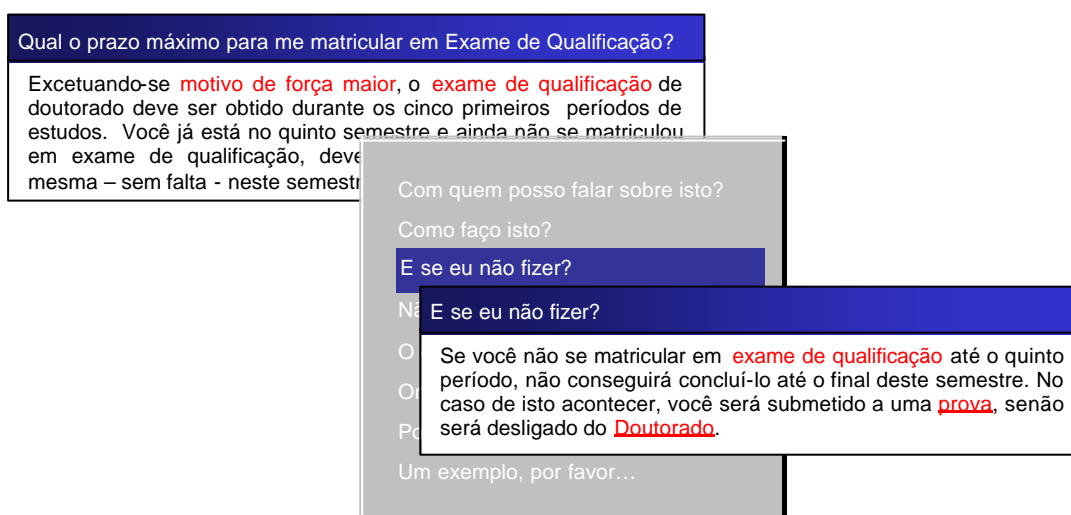 Qual o prazo máximo para me matricular em Exame de Qualificação?
Excetuando-se motivo de força maior, o exame de qualificação de
doutorado deve ser obtido durante os cinco primeiros períodos de
estudos. Você já está no quinto semestre e ainda não se matriculou
em exame de qualificação, deve
mesma – sem falta - neste
Com quem posso falar sobre isto?
Como faço isto?
E se eu não fizer?
E se eu não fizer?
O
Se você não se matricular em exame de qualificação até o quinto
período, não conseguirá concluí-lo até o final deste semestre. No
caso de isto acontecer, você será submetido a uma prova, senão
será desligado do Doutorado.
Um exemplo, por favor…